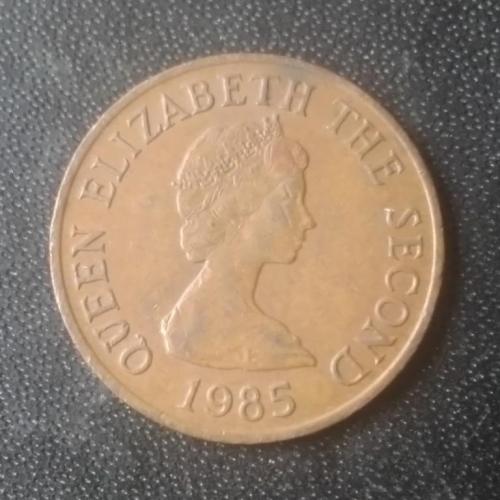 QUEEN ELIZABETH THE SECOND
1985